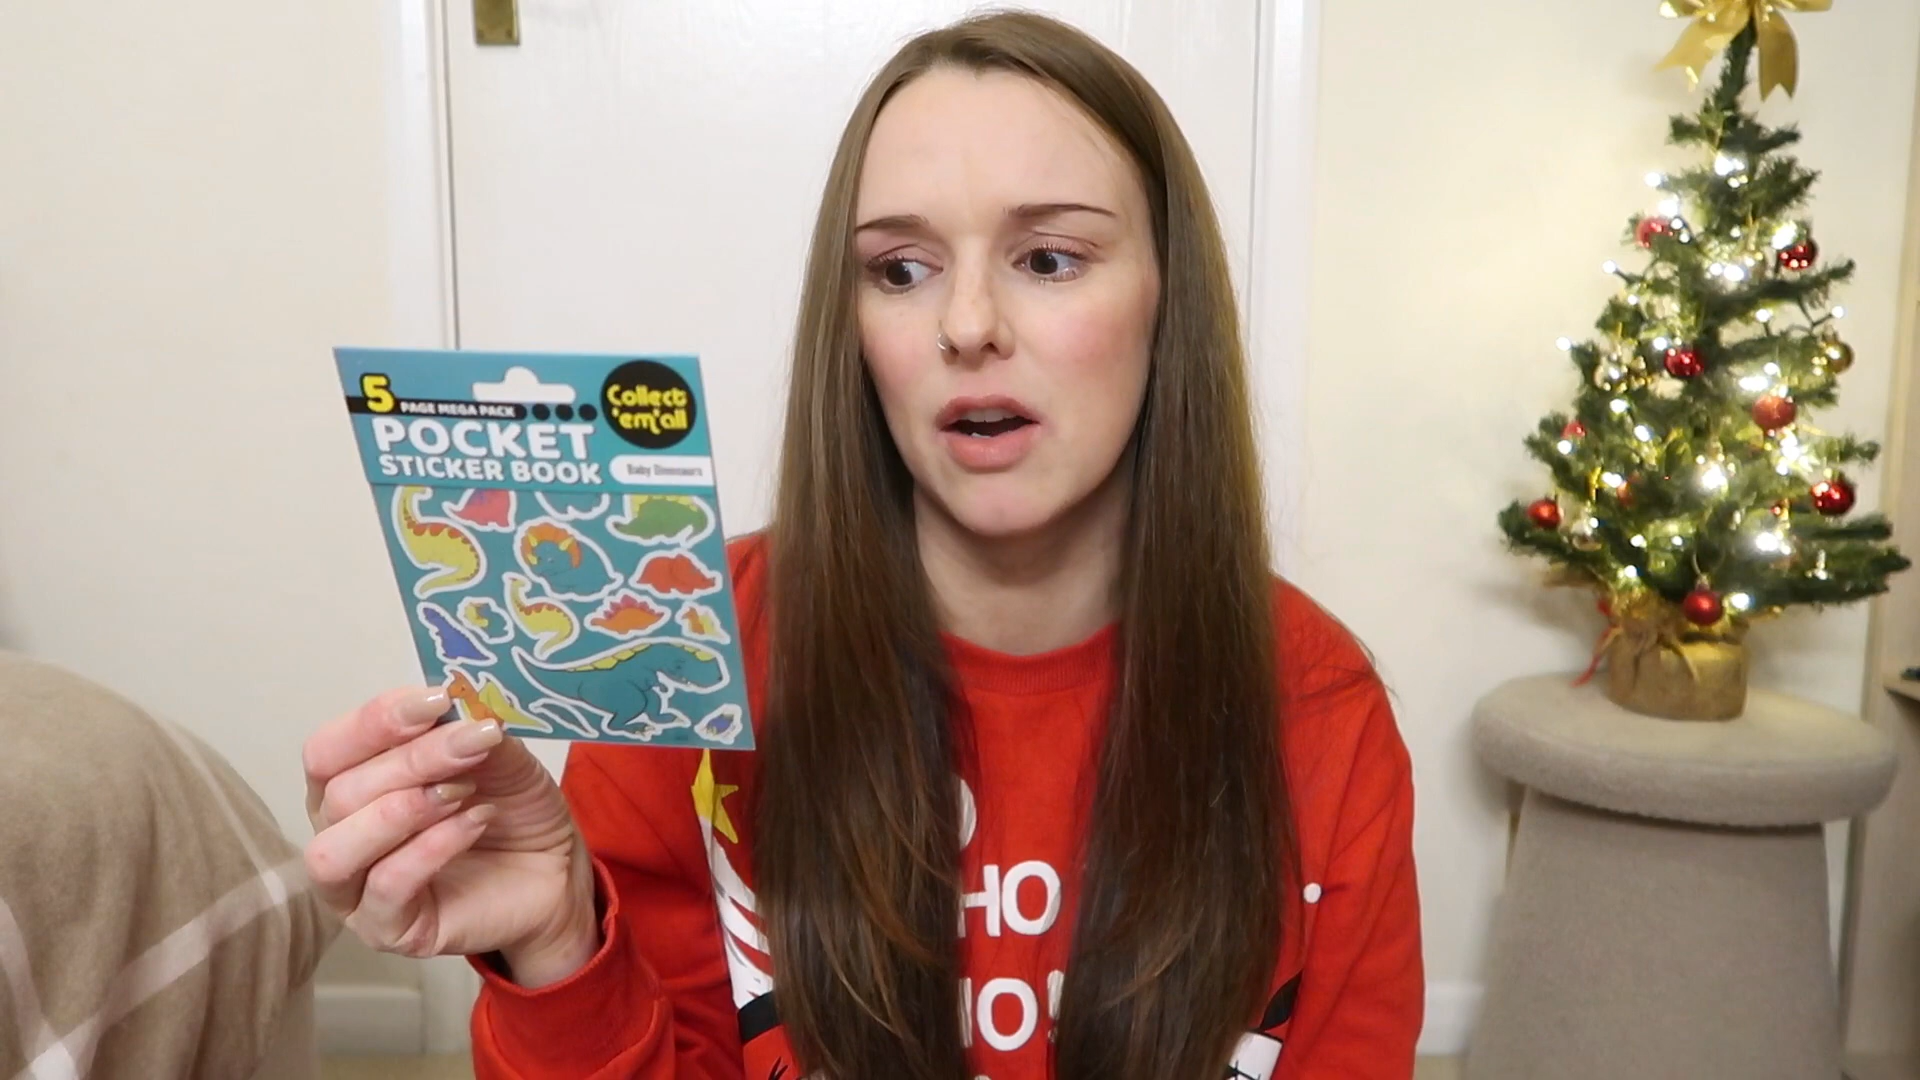 5 PAGE MEGA PACK
Collect
'em' all
POCKET
STICKER BOOK
Baby Dinosaurs
HO
HO!